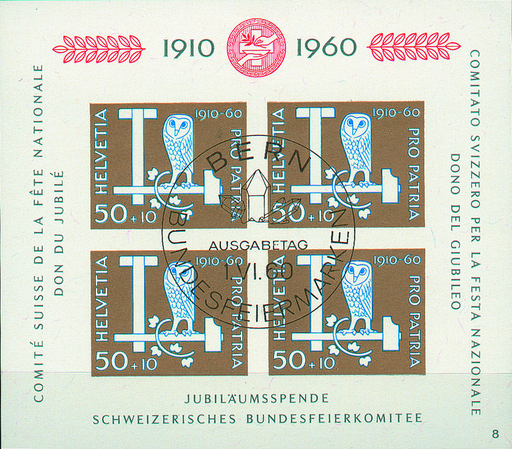 1910 1960
COMITÉ SUISSE DE LA FÊTE NATIONALE
DON DU JUBILÉ
HELVETIA
1910-60
PRO PATRIA
50+10
HELVETIA
1910-60
PRO PATRIA
50+10
BERN
AUSGABETAG
1.VI.60
BUNDESFEIERMARKEN
HELVETIA
1910-60
PRO PATRIA
50+10
HELVETIA
1910-60
PRO PATRIA
50+10
COMITATO SVIZZERO PER LA FESTA NAZIONALE
DONO DEL GIUBILEO
JUBILÄUMSSPENDE
SCHWEIZERISCHES BUNDESFEIERKOMITEE
8